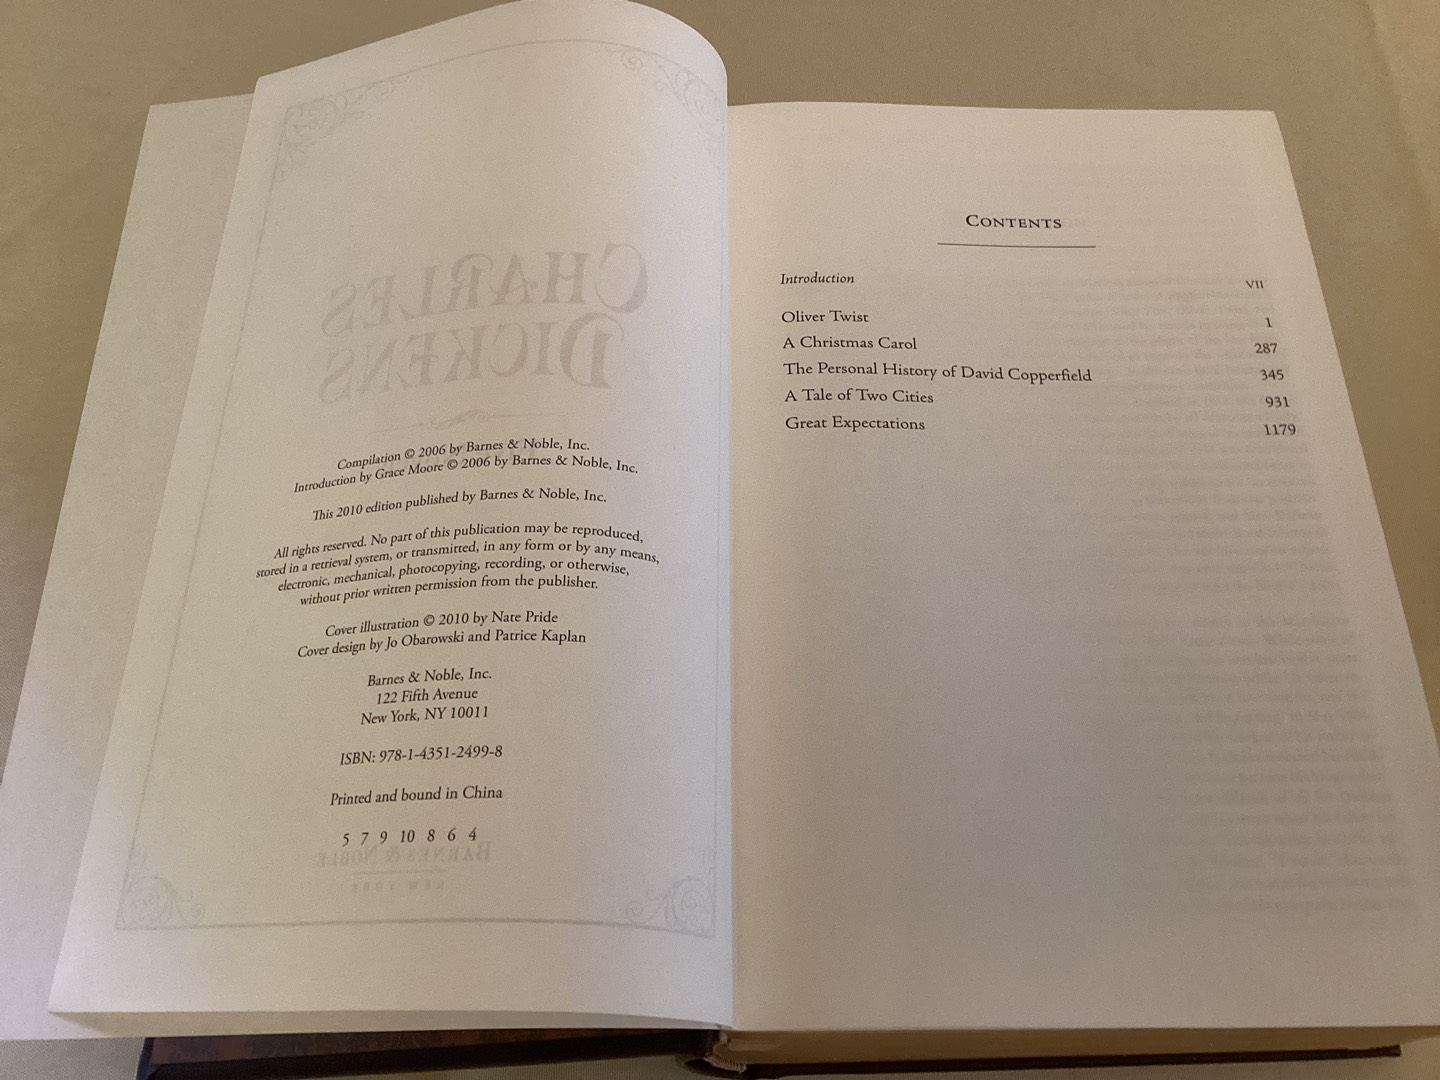 CHARLES
DICKENS
Compilation © 2006 by Barnes & Noble, Inc.
Introduction by Grace Moore © 2006 by Barnes & Noble, Inc.
This 2010 edition published by Barnes & Noble, Inc.
All rights reserved. No part of this publication may be reproduced,
stored in a retrieval system, or transmitted, in any form or by any means,
electronic, mechanical, photocopying, recording, or otherwise,
without prior written permission from the publisher.
Cover illustration © 2010 by Nate Pride
Cover design by Jo Obarowski and Patrice Kaplan
Barnes & Noble, Inc.
122 Fifth Avenue
New York, NY 10011
ISBN: 978-1-4351-2499-8
Printed and bound in China
5 7 9 10 8 6 4
BARNES & NOBLE
NEW YORK
CONTENTS
Introduction VII
Oliver Twist 1
A Christmas Carol 287
The Personal History of David Copperfield 345
A Tale of Two Cities 931
Great Expectations 1179